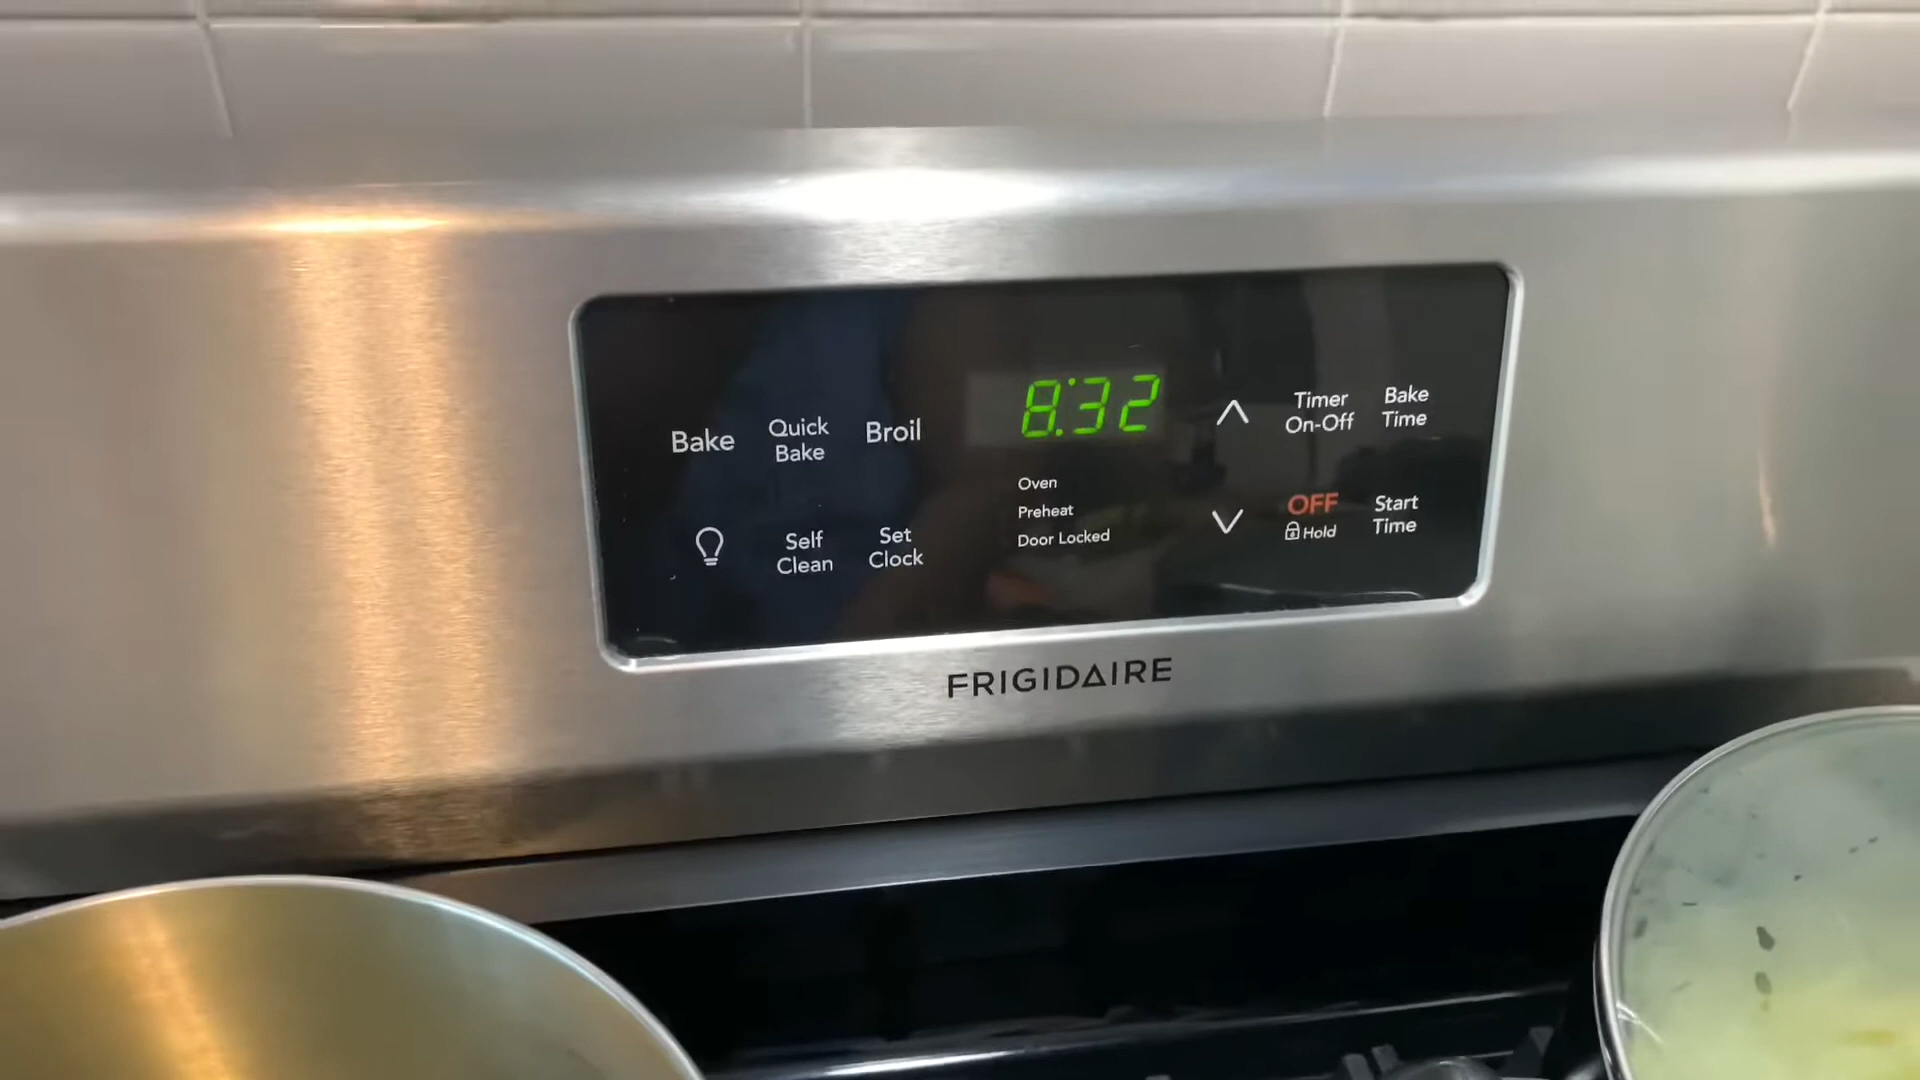 Bake
Quick
Bake
Broil
8:32
Timer
On-Off
Bake
Time
Oven
Preheat
Door Locked
Self
Clean
Set
Clock
OFF
Hold
Start
Time
FRIGIDAIRE